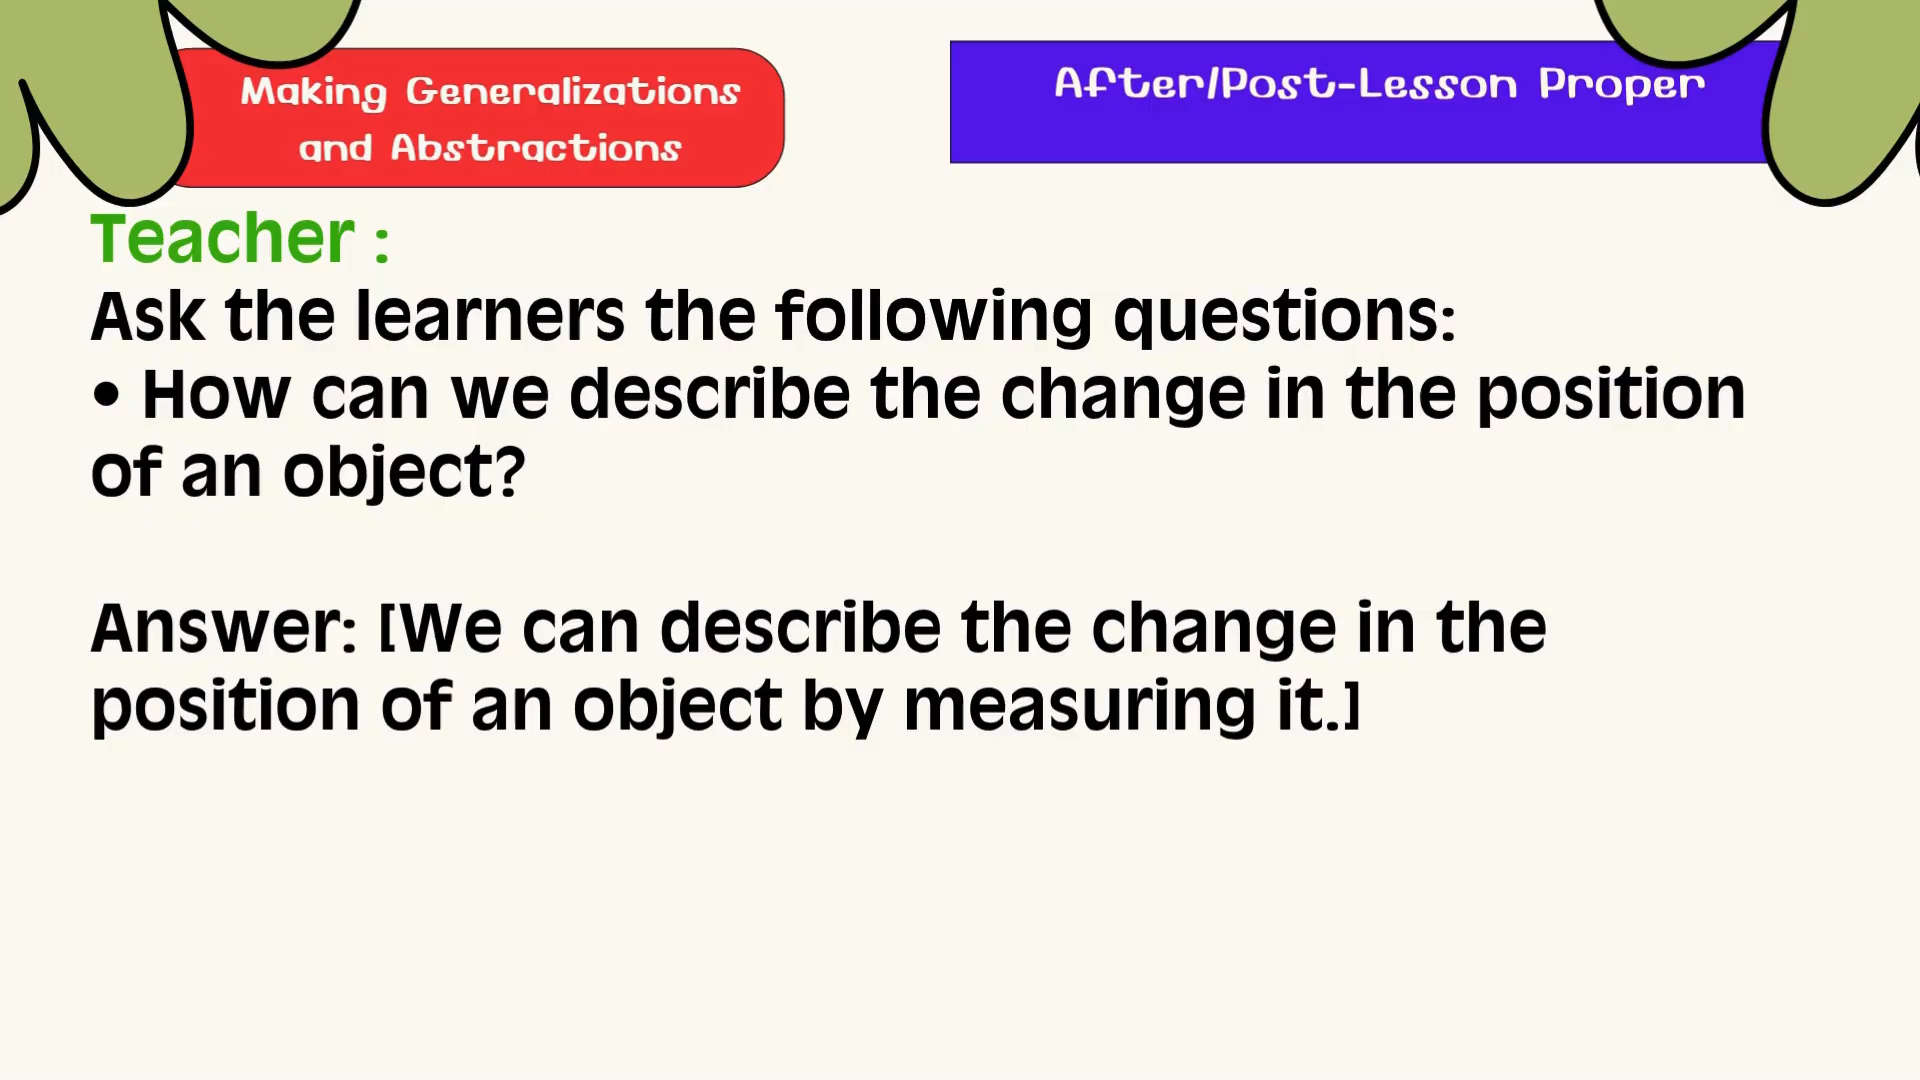 Making Generalizations
and Abstractions
After/Post-Lesson Proper
Teacher :
Ask the learners the following questions:
• How can we describe the change in the position
of an object?
Answer: [We can describe the change in the
position of an object by measuring it.]